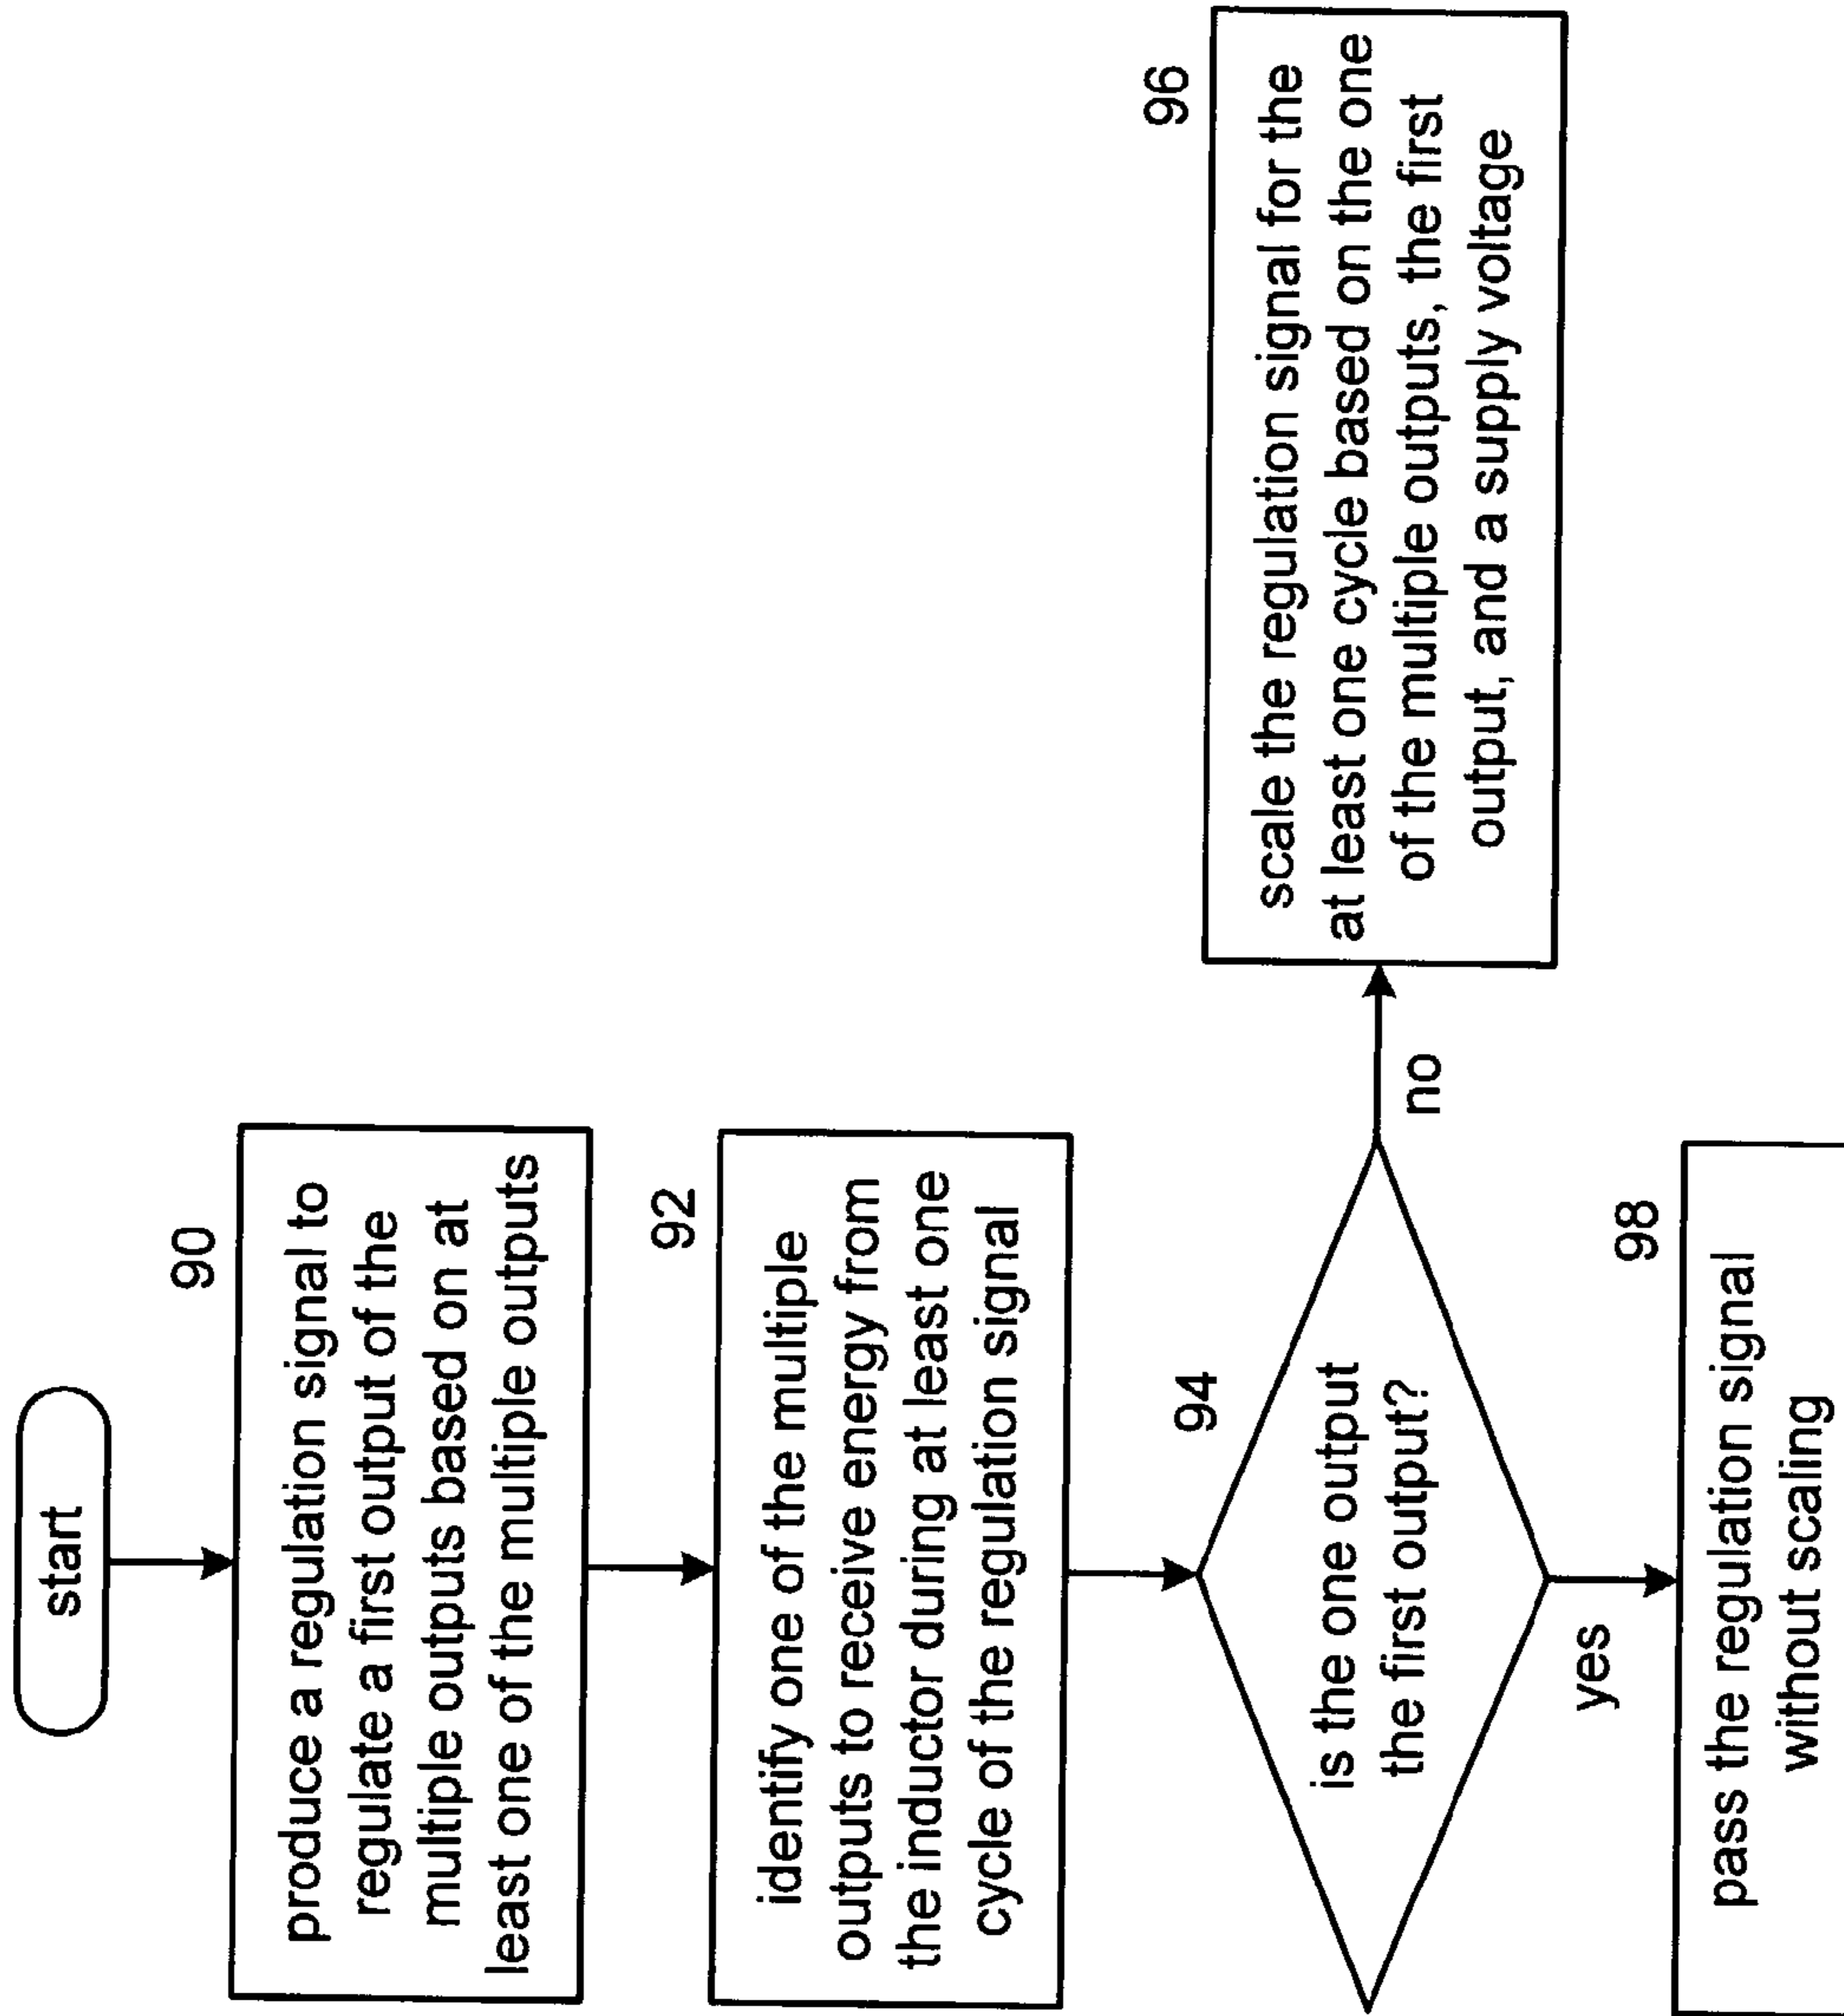 start
90
produce a regulation signal to
regulate a first output of the
multiple outputs based on at
least one of the multiple outputs
92
identify one of the multiple
outputs to receive energy from
the inductor during at least one
cycle of the regulation signal
94
is the one output
the first output?
no
96
scale the regulation signal for the
at least one cycle based on the one
of the multiple outputs, the first
output, and a supply voltage
yes
98
pass the regulation signal
without scaling